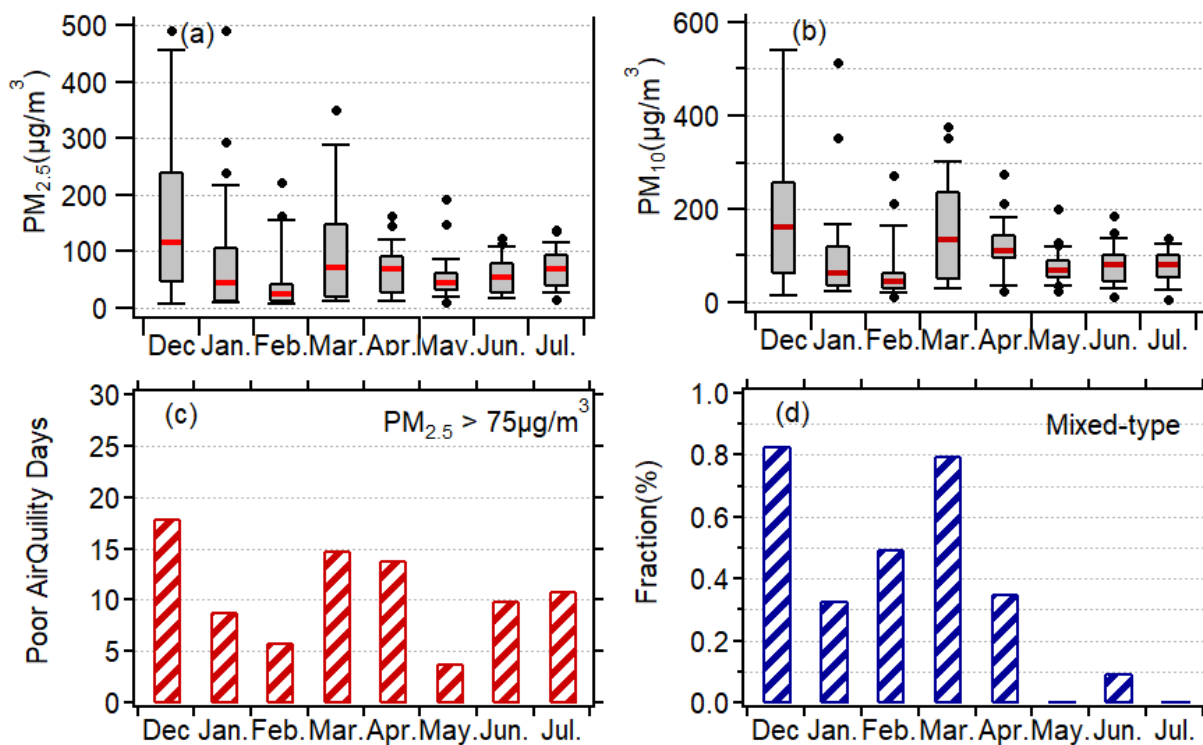 (a)
PM2.5(μg/m3)
500
400
300
200
100
0
Dec Jan. Feb. Mar. Apr. May. Jun. Jul.
(b)
PM10(μg/m3)
600
400
200
0
Dec Jan. Feb. Mar. Apr. May. Jun. Jul.
(c)
PM2.5 > 75μg/m3
Poor AirQuility Days
30
25
20
15
10
5
0
Dec Jan. Feb. Mar. Apr. May. Jun. Jul.
(d)
Mixed-type
Fraction(%)
1.0
0.8
0.6
0.4
0.2
0.0
Dec Jan. Feb. Mar. Apr. May. Jun. Jul.